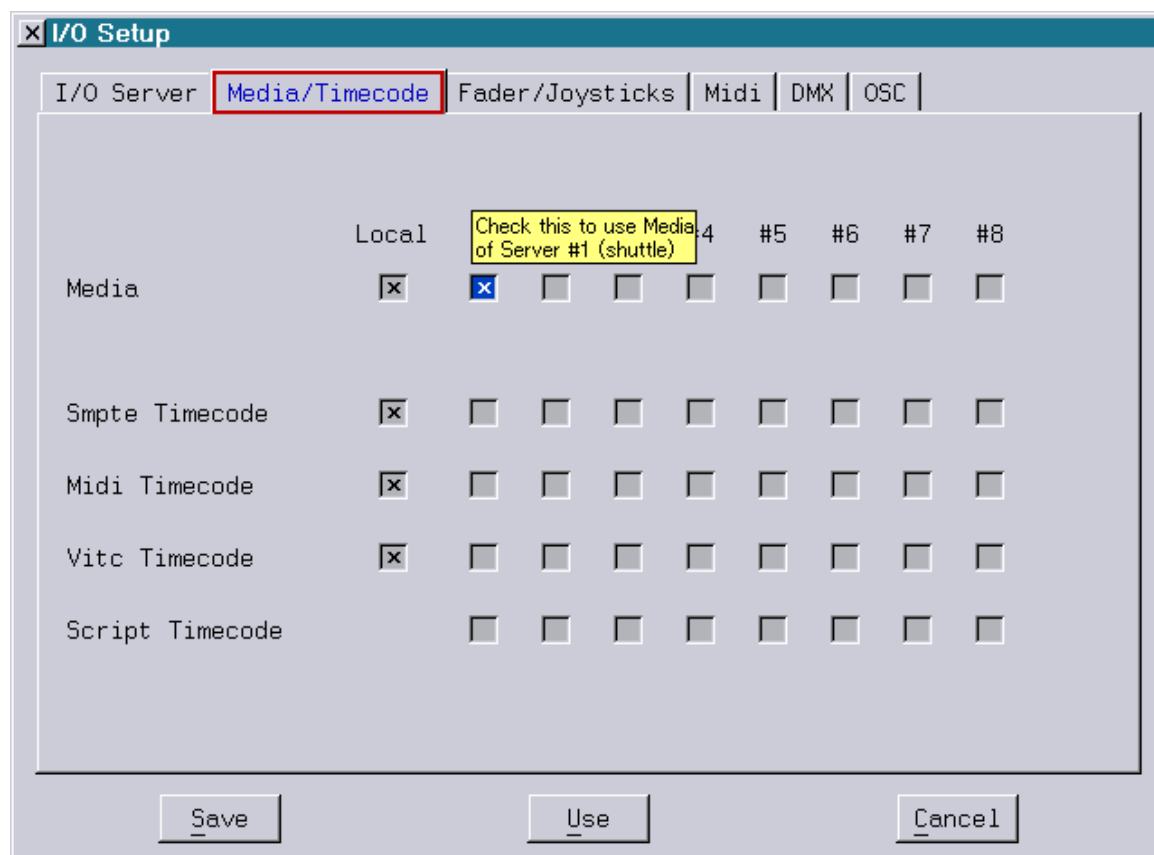 I/O Setup
I/O Server Media/Timecode Fader/Joysticks Midi DMX OSC
Local #4 #5 #6 #7 #8
Check this to use Media
of Server #1 (shuttle)
Media
Smpte Timecode
Midi Timecode
Vitc Timecode
Script Timecode
Save Use Cancel